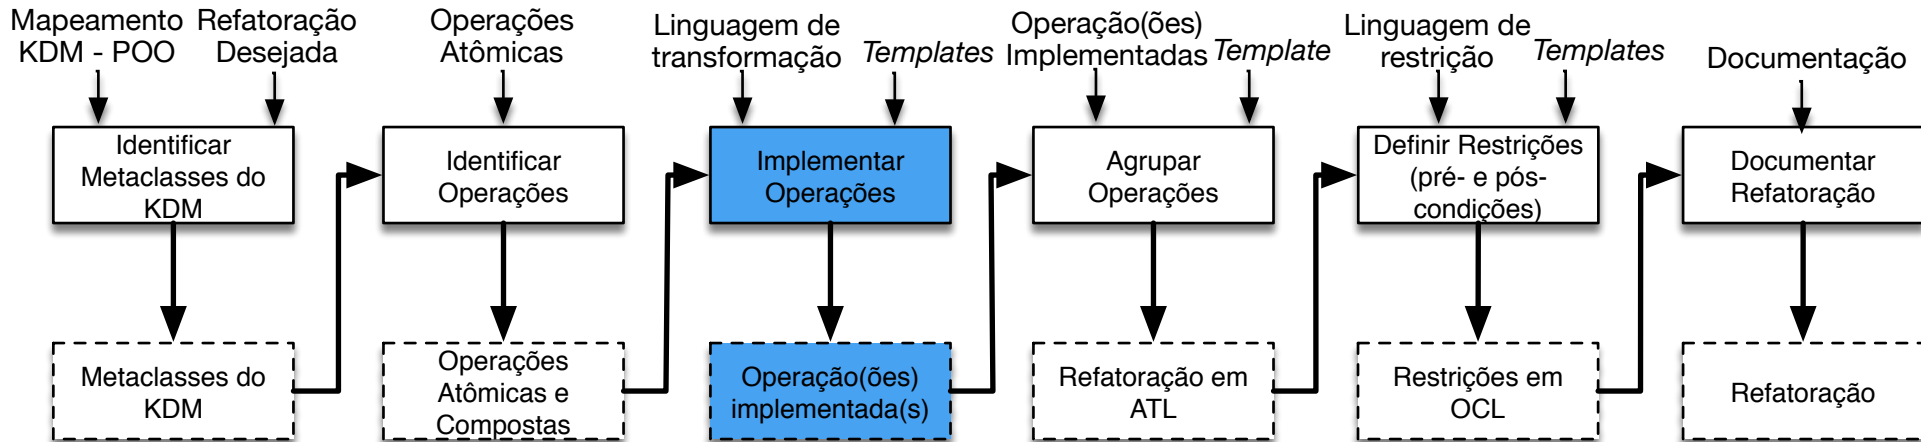 Mapeamento
KDM - POO
Refatoração
Desejada
Operações
Atômicas
Linguagem de
transformação
Templates
Operação(ões)
Implementadas
Template
Linguagem de
restrição
Templates
Documentação
Identificar
Metaclasses do
KDM
Identificar
Operações
Implementar
Operações
Agrupar
Operações
Definir Restrições
(pré- e pós-
condições)
Documentar
Refatoração
Metaclasses do
KDM
Operações
Atômicas e
Compostas
Operação(ões)
implementada(s)
Refatoração em
ATL
Restrições em
OCL
Refatoração